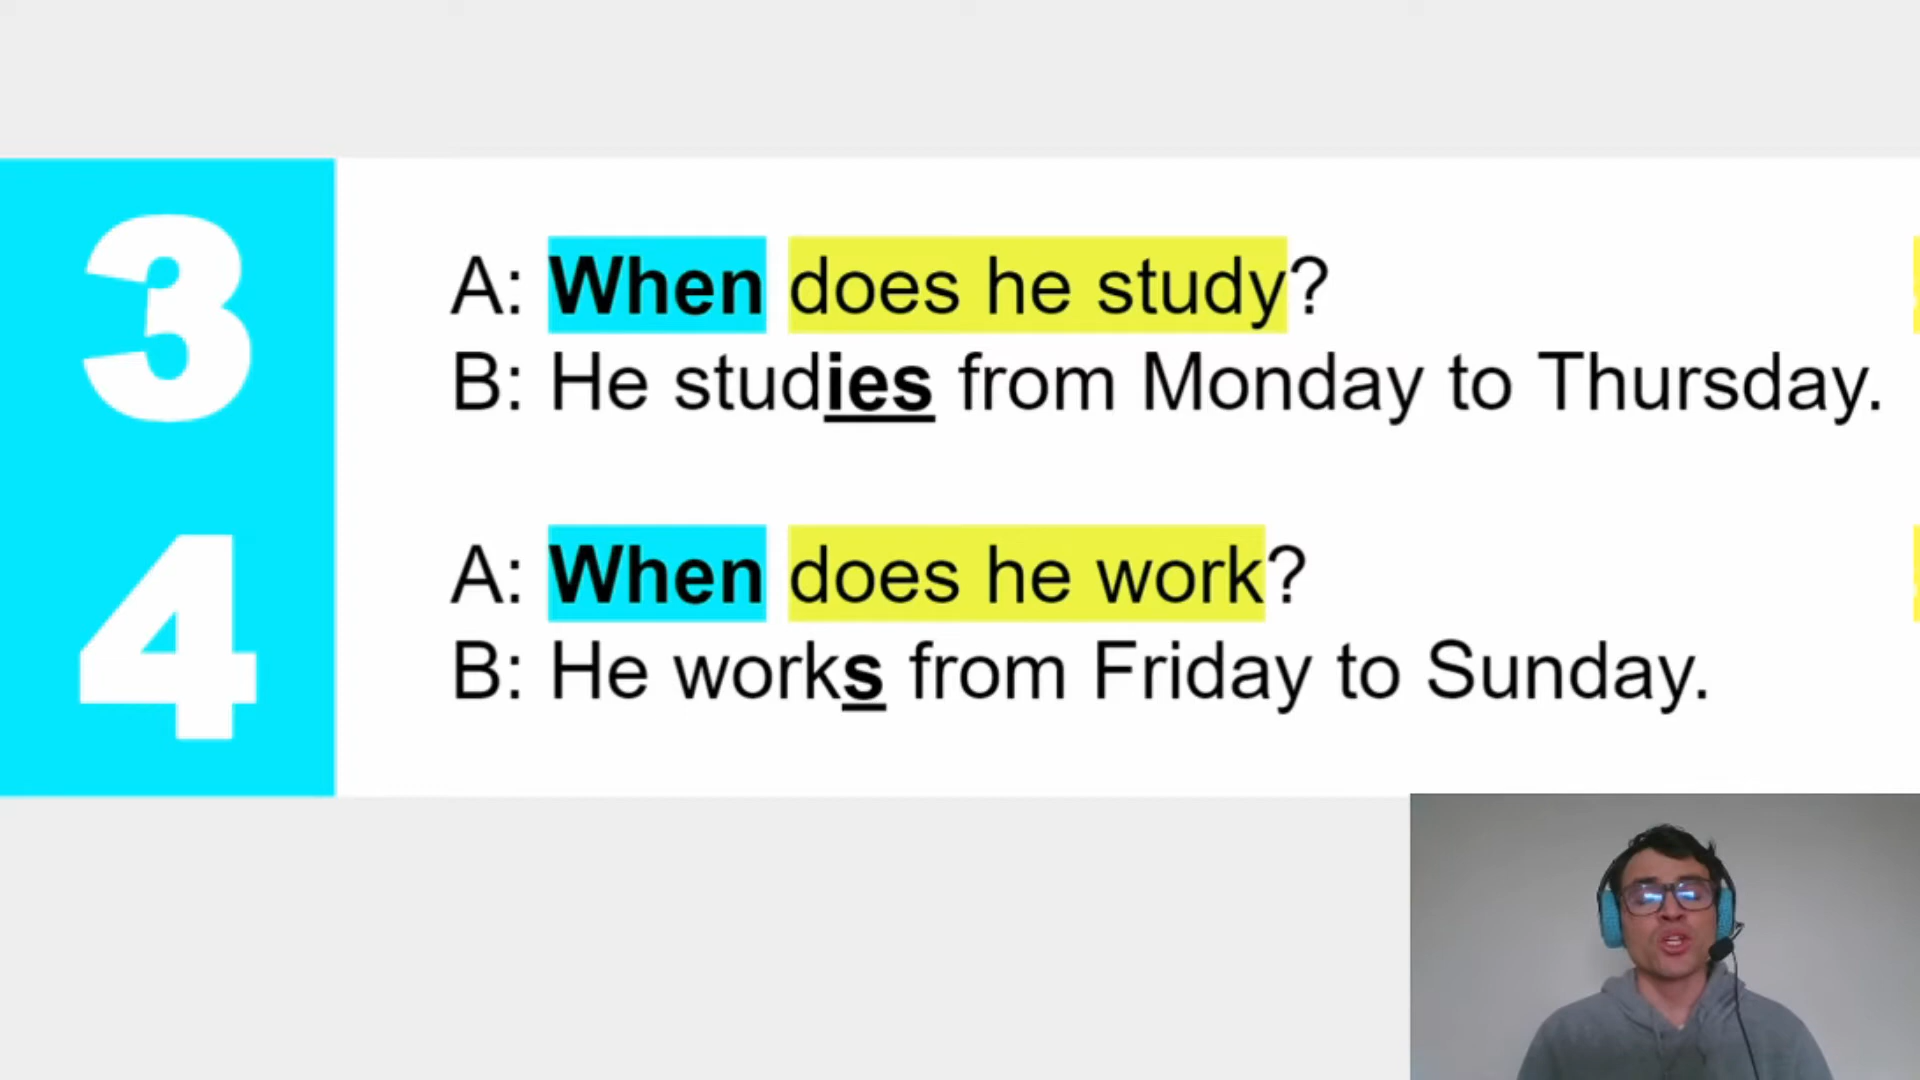 3
A: When does he study?
B: He studies from Monday to Thursday.
4
A: When does he work?
B: He works from Friday to Sunday.